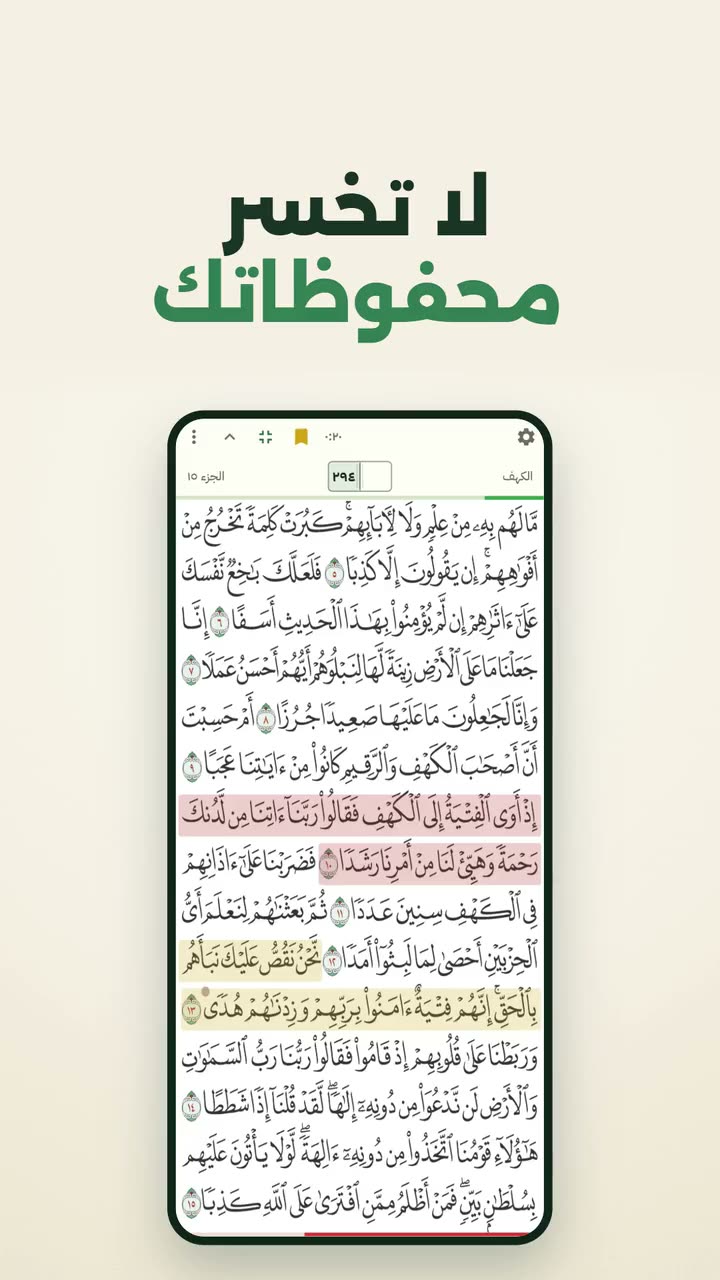 لا تخسر
محفوظاتك
٠:٢٠
الكهف
٢٩٤
الجزء ١٥
مَّا لَهُم بِهِۦ مِنْ عِلْمٍ وَلَا لِأٓبَآئِهِمْۚ كَبُرَتْ كَلِمَةً تَخْرُجُ مِنْ
أَفْوَٰهِهِمْۚ إِن يَقُولُونَ إِلَّا كَذِبًا ٥ فَلَعَلَّكَ بَٰخِعٌ نَّفْسَكَ
عَلَىٰٓ ءَاثَٰرِهِمْ إِن لَّمْ يُؤْمِنُوا۟ بِهَٰذَا ٱلْحَدِيثِ أَسَفًا ٦ إِنَّا
جَعَلْنَا مَا عَلَى ٱلْأَرْضِ زِينَةً لَّهَا لِنَبْلُوَهُمْ أَيُّهُمْ أَحْسَنُ عَمَلًا ٧
وَإِنَّا لَجَٰعِلُونَ مَا عَلَيْهَا صَعِيدًا جُرُزًا ٨ أَمْ حَسِبْتَ
أَنَّ أَصْحَٰبَ ٱلْكَهْفِ وَٱلرَّقِيمِ كَانُوا۟ مِنْ ءَايَٰتِنَا عَجَبًا ٩
إِذْ أَوَى ٱلْفِتْيَةُ إِلَى ٱلْكَهْفِ فَقَالُوا۟ رَبَّنَآ ءَاتِنَا مِن لَّدُنكَ
رَحْمَةً وَهَيِّئْ لَنَا مِنْ أَمْرِنَا رَشَدًا ١٠ فَضَرَبْنَا عَلَىٰٓ ءَاذَانِهِمْ
فِى ٱلْكَهْفِ سِنِينَ عَدَدًا ١١ ثُمَّ بَعَثْنَٰهُمْ لِنَعْلَمَ أَىُّ
ٱلْحِزْبَيْنِ أَحْصَىٰ لِمَا لَبِثُوٓا۟ أَمَدًا ١٢ نَّحْنُ نَقُصُّ عَلَيْكَ نَبَأَهُم
بِٱلْحَقِّۚ إِنَّهُمْ فِتْيَةٌ ءَامَنُوا۟ بِرَبِّهِمْ وَزِدْنَٰهُمْ هُدًى ١٣
وَرَبَطْنَا عَلَىٰ قُلُوبِهِمْ إِذْ قَامُوا۟ فَقَالُوا۟ رَبُّنَا رَبُّ ٱلسَّمَٰوَٰتِ
وَٱلْأَرْضِ لَن نَّدْعُوَا۟ مِن دُونِهِۦٓ إِلَٰهًاۖ لَّقَدْ قُلْنَآ إِذًا شَطَطًا ١٤
هَٰٓؤُلَآءِ قَوْمُنَا ٱتَّخَذُوا۟ مِن دُونِهِۦٓ ءَالِهَةًۖ لَّوْلَا يَأْتُونَ عَلَيْهِم
بِسُلْطَٰنٍۭ بَيِّنٍۖ فَمَنْ أَظْلَمُ مِمَّنِ ٱفْتَرَىٰ عَلَى ٱللَّهِ كَذِبًا ١٥